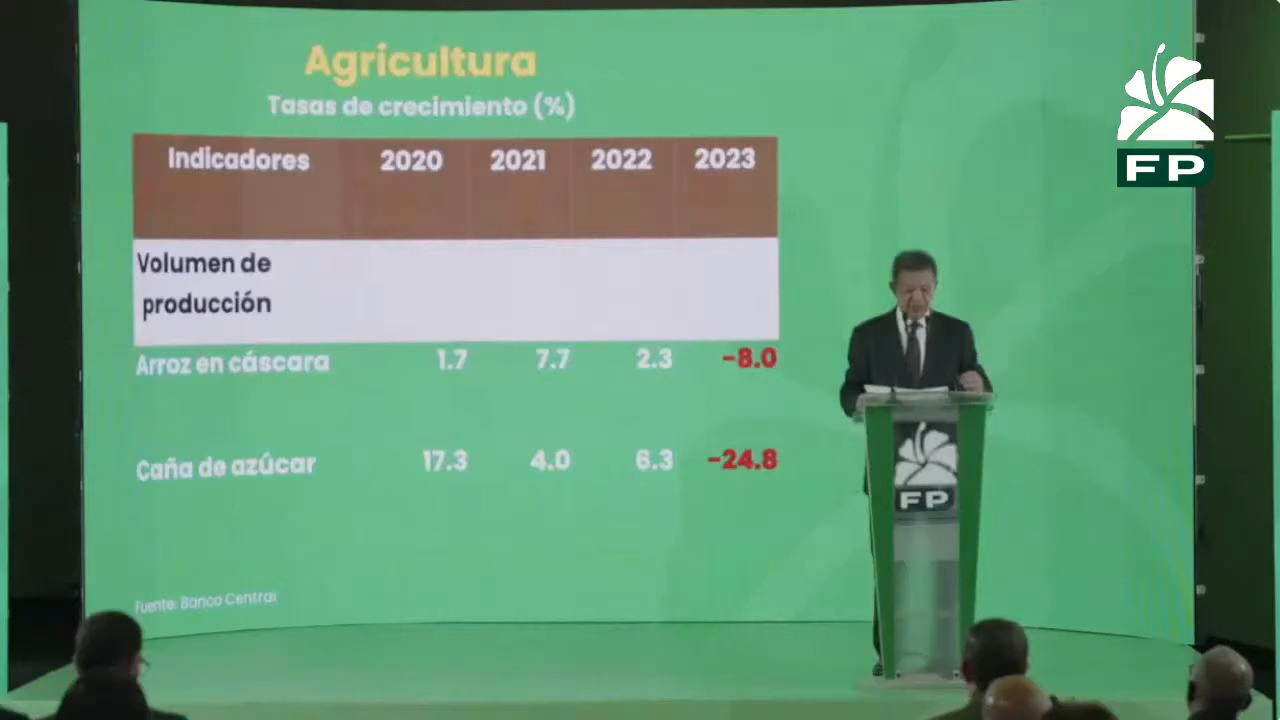 Agricultura
Tasas de crecimiento (%)
Indicadores 2020 2021 2022 2023
Volumen de
producción
Arroz en cáscara 1.7 7.7 2.3 -8.0
Caña de azúcar 17.3 4.0 6.3 -24.8
Fuente: Banco Central
FP
FP